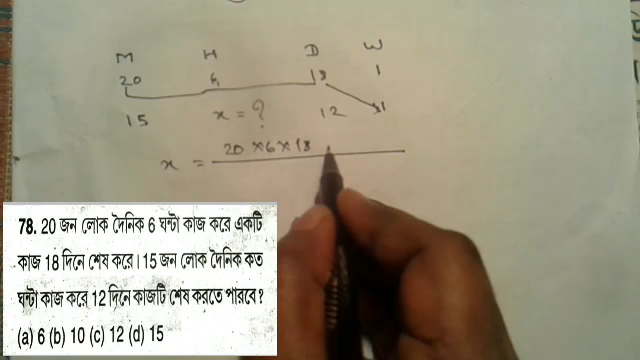 M H D W
20 6 18 1
15 x = ? 12 1
x = 20 × 6 × 18
78. 20 জন লোক দৈনিক 6 ঘন্টা কাজ করে একটি
কাজ 18 দিনে শেষ করে। 15 জন লোক দৈনিক কত
ঘন্টা কাজ করে 12 দিনে কাজটি শেষ করতে পারবে?
(a) 6 (b) 10 (c) 12 (d) 15